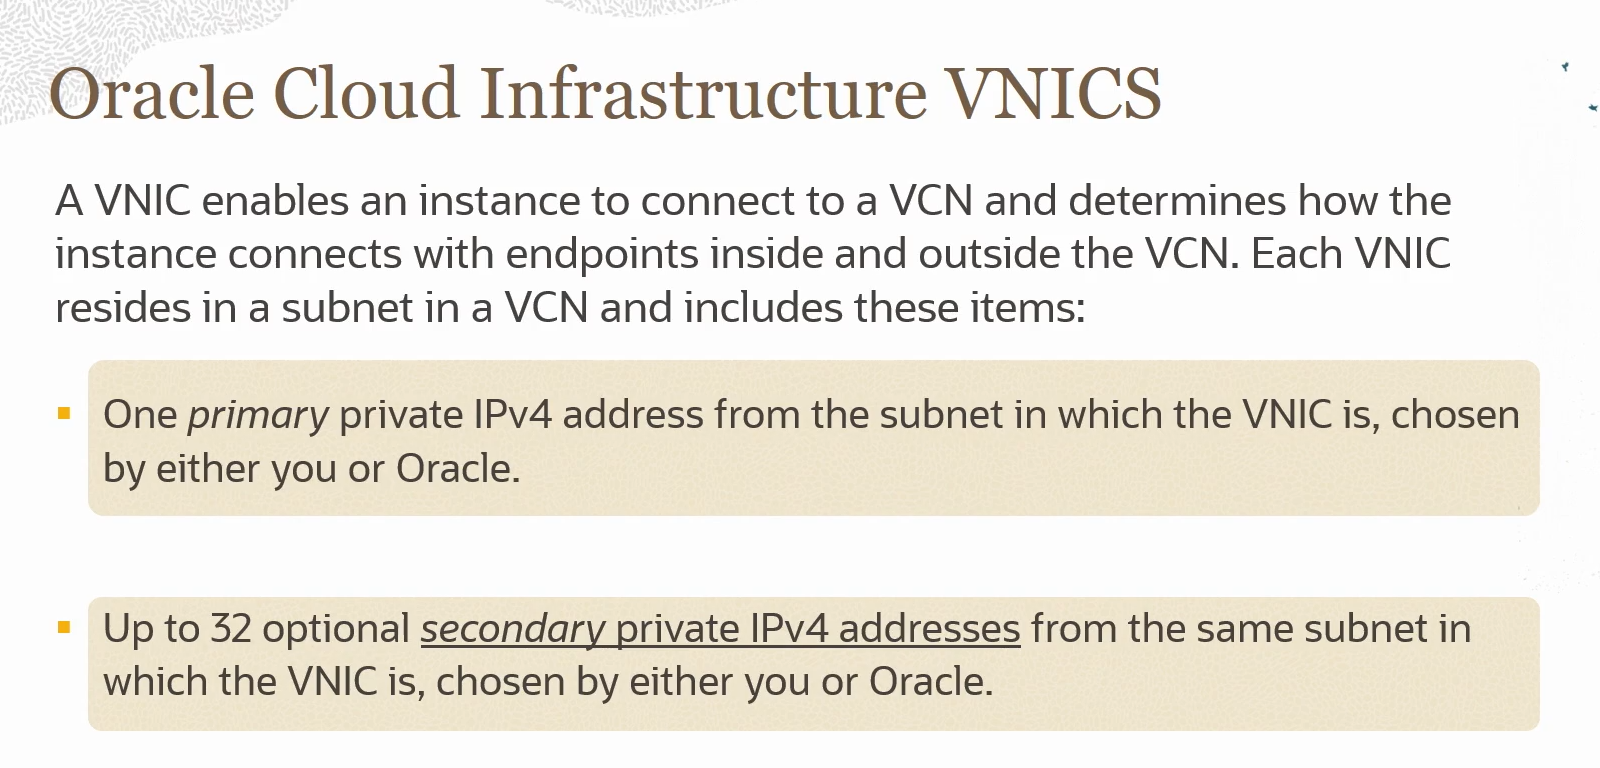 Oracle Cloud Infrastructure VNICS
A VNIC enables an instance to connect to a VCN and determines how the
instance connects with endpoints inside and outside the VCN. Each VNIC
resides in a subnet in a VCN and includes these items:
▪ One primary private IPv4 address from the subnet in which the VNIC is, chosen
by either you or Oracle.
▪ Up to 32 optional secondary private IPv4 addresses from the same subnet in
which the VNIC is, chosen by either you or Oracle.